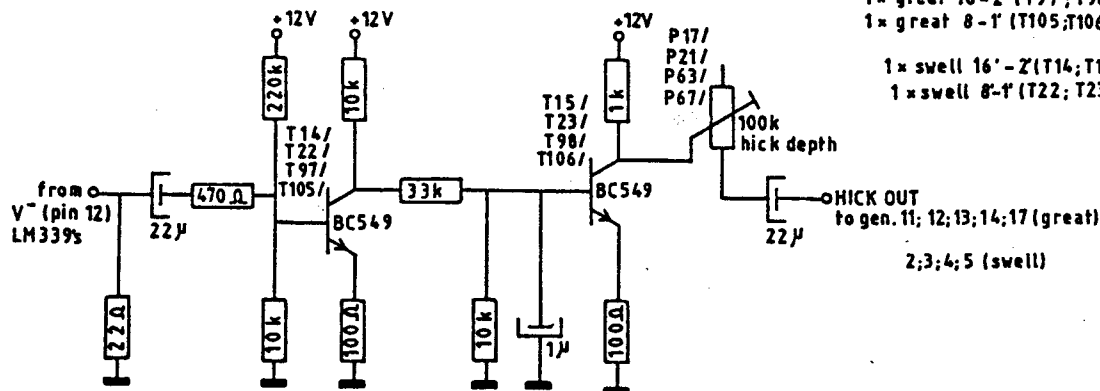 1× great 8-1' (T105;T106
1× swell 16'-2'(T14; T1
1× swell 8'-1' (T22; T23
+12V
+12V
+12V
220k
10k
1k
P17/
P21/
P63/
P67/
100k
hick depth
T14/
T22/
T97/
T105/
BC549
T15/
T23/
T98/
T106/
BC549
from
V⁻ (pin 12)
LM339's
22µ
470Ω
33k
22µ
HICK OUT
to gen. 11; 12; 13; 14; 17 (great)
2; 3; 4; 5 (swell)
22Ω
10k
100Ω
10k
1µ
100Ω